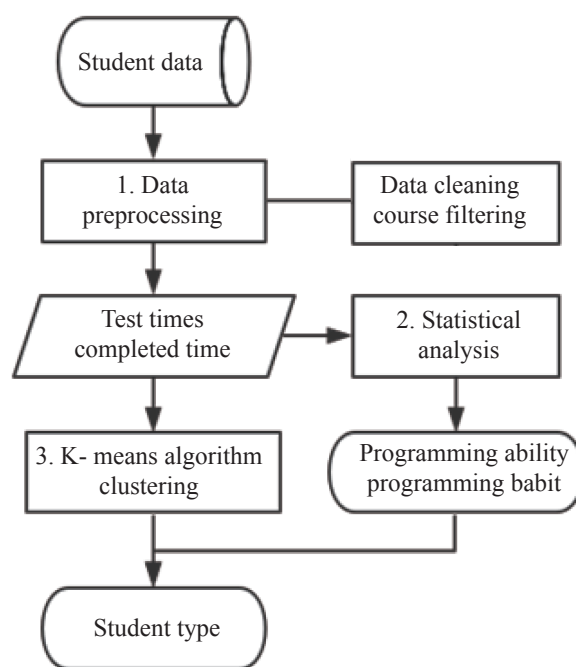 Student data
1. Data
preprocessing
Data cleaning
course filtering
Test times
completed time
2. Statistical
analysis
3. K- means algorithm
clustering
Programming ability
programming babit
Student type